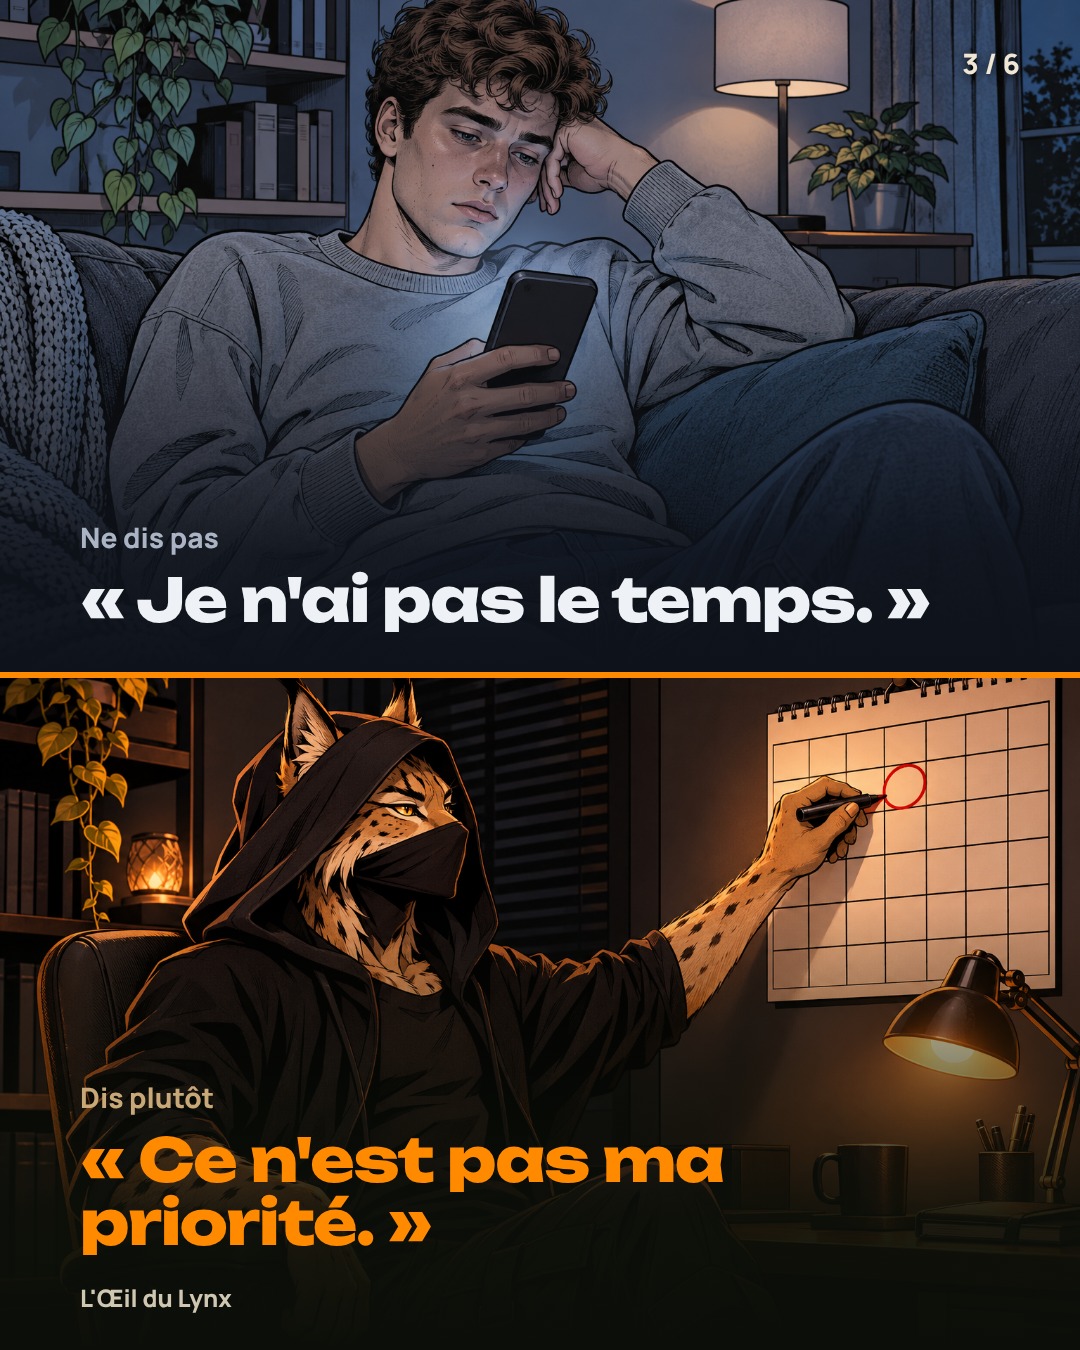 3 / 6
Ne dis pas
« Je n'ai pas le temps. »
Dis plutôt
« Ce n'est pas ma
priorité. »
L'Œil du Lynx